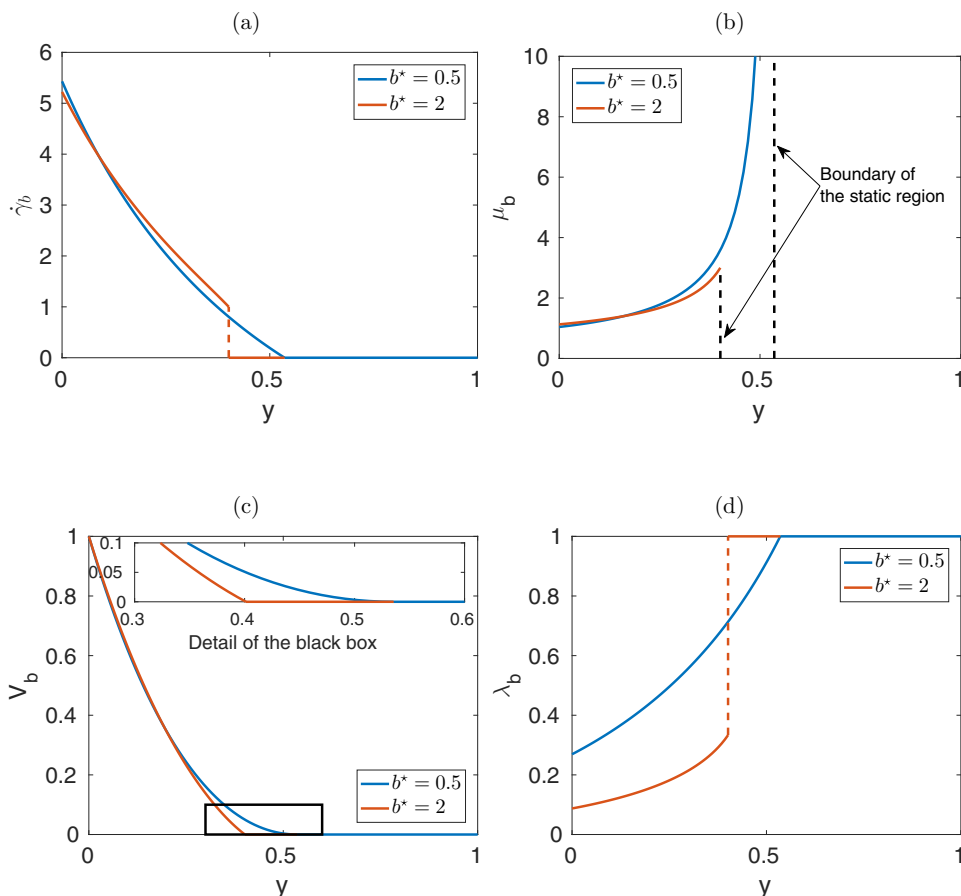 (a)
6
5
4
3
2
1
0
γ̇_b
b⋆ = 0.5
b⋆ = 2
0
0.5
1
y
(b)
10
8
6
4
2
0
μ_b
b⋆ = 0.5
b⋆ = 2
Boundary of
the static region
0
0.5
1
y
(c)
1
0.8
0.6
0.4
0.2
0
V_b
0.1
0.05
0
0.3
0.4
0.5
0.6
Detail of the black box
b⋆ = 0.5
b⋆ = 2
0
0.5
1
y
(d)
1
0.8
0.6
0.4
0.2
0
λ_b
b⋆ = 0.5
b⋆ = 2
0
0.5
1
y